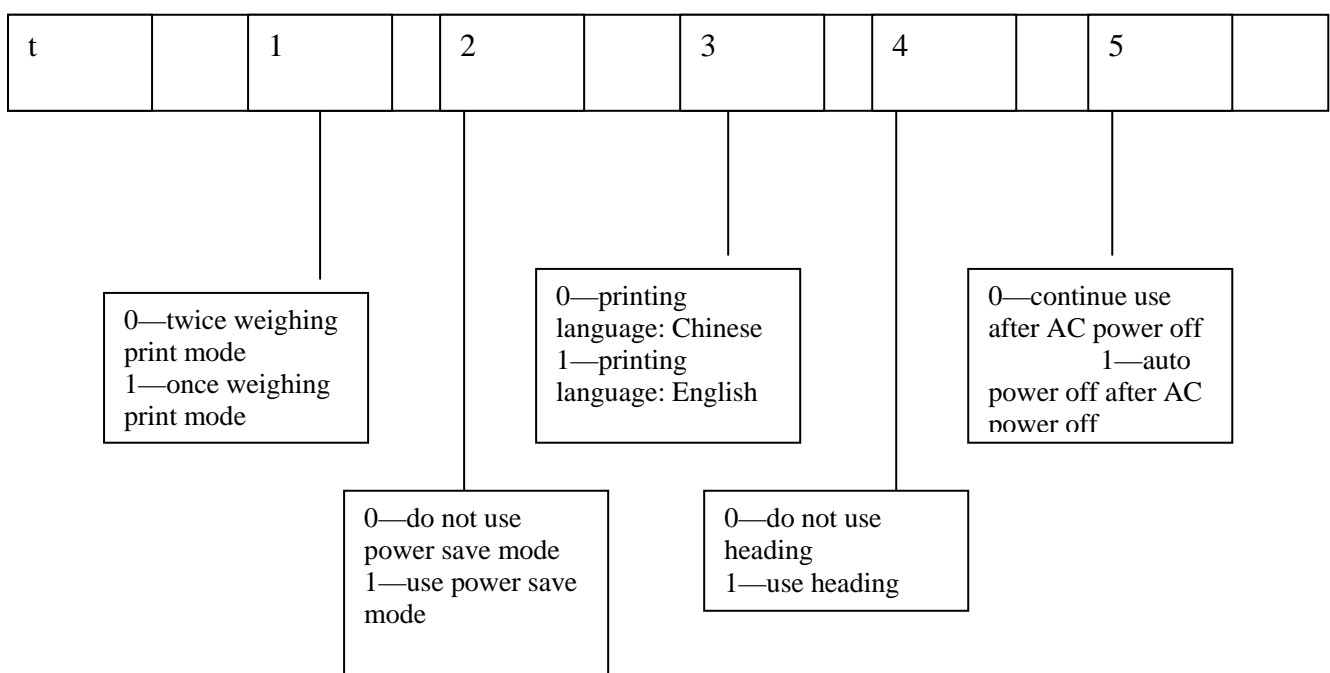 t 1 2 3 4 5
0—twice weighing
print mode
1—once weighing
print mode
0—printing
language: Chinese
1—printing
language: English
0—continue use
after AC power off
1—auto
power off after AC
power off
0—do not use
power save mode
1—use power save
mode
0—do not use
heading
1—use heading